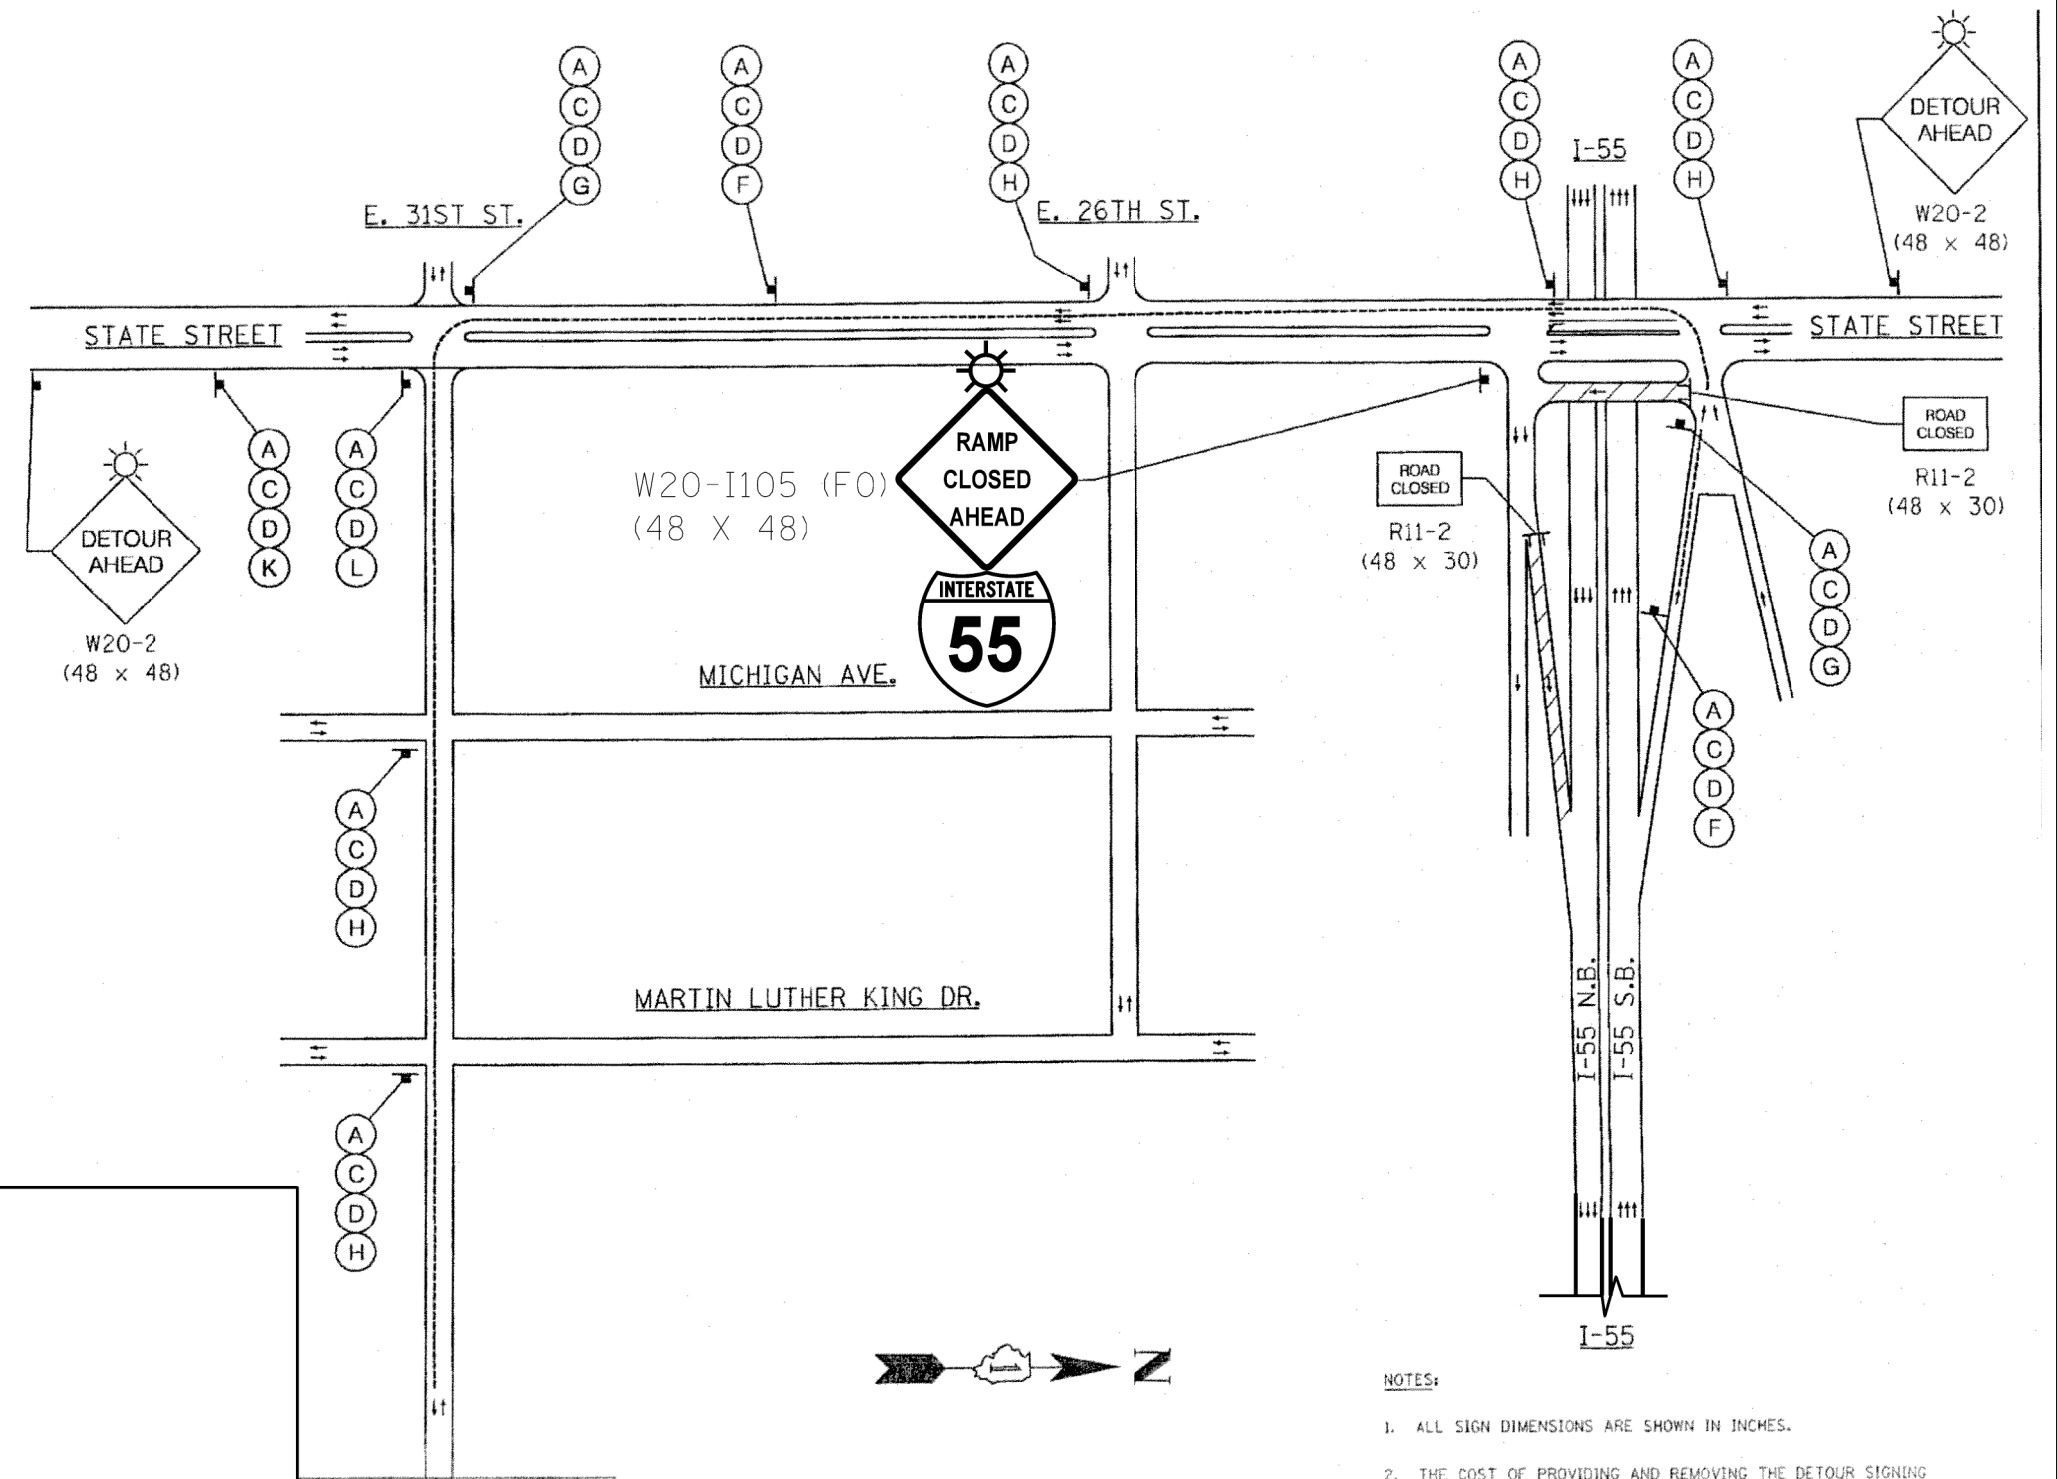 A
C
D
G
A
C
D
F
A
C
D
H
A
C
D
H
A
C
D
H
I-55
DETOUR
AHEAD
W20-2
(48 x 48)
E. 31ST ST.
E. 26TH ST.
STATE STREET
STATE STREET
DETOUR
AHEAD
W20-2
(48 x 48)
A
C
D
K
A
C
D
L
W20-I105 (FO)
(48 X 48)
RAMP
CLOSED
AHEAD
INTERSTATE
55
ROAD
CLOSED
R11-2
(48 x 30)
ROAD
CLOSED
R11-2
(48 x 30)
A
C
D
G
A
C
D
F
MICHIGAN AVE.
A
C
D
H
MARTIN LUTHER KING DR.
A
C
D
H
I-55 N.B.
I-55 S.B.
I-55
N
NOTES:
1. ALL SIGN DIMENSIONS ARE SHOWN IN INCHES.
2. THE COST OF PROVIDING AND REMOVING THE DETOUR SIGNING